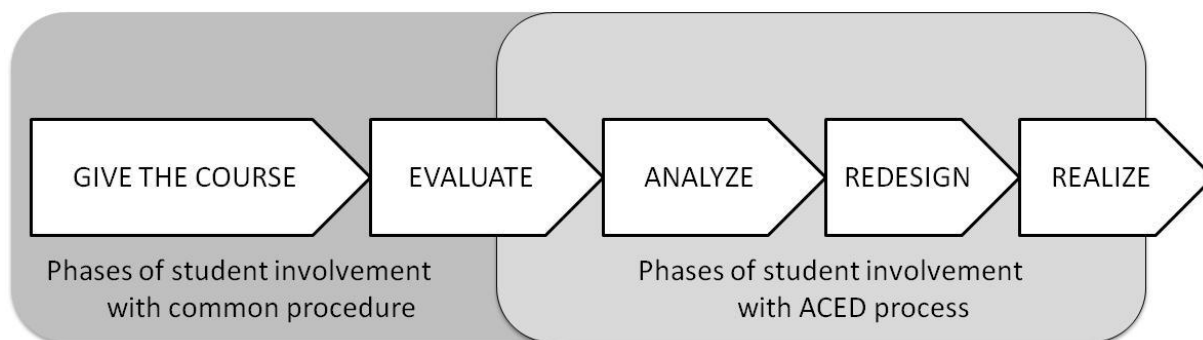 GIVE THE COURSE
EVALUATE
ANALYZE
REDESIGN
REALIZE
Phases of student involvement
with common procedure
Phases of student involvement
with ACED process